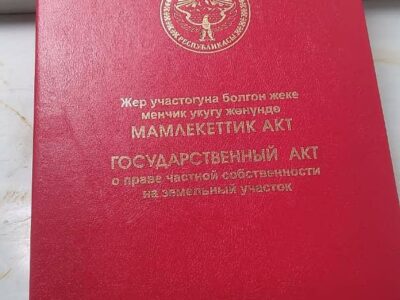 Жер участогуна болгон жеке
менчик укугу жөнүндө
МАМЛЕКЕТТИК АКТ
ГОСУДАРСТВЕННЫЙ АКТ
о праве частной собственности
на земельный участок